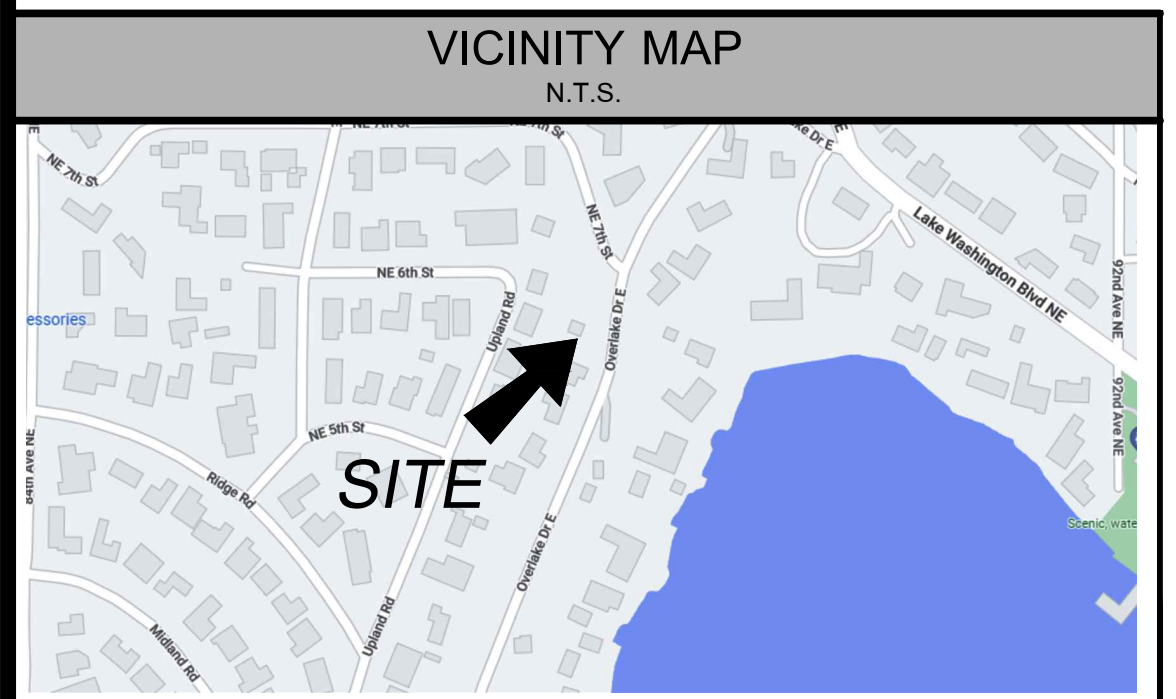 VICINITY MAP
N.T.S.
NE 7th St
NE 7th St
NE 7th St
ke Dr E
NE 7th St
Lake Washington Blvd NE
92nd Ave NE
NE 6th St
Upland Rd
Overlake Dr E
essories
92nd Ave NE
NE 5th St
84th Ave NE
SITE
Ridge Rd
Scenic, wate
Overlake Dr E
Upland Rd
Midland Rd